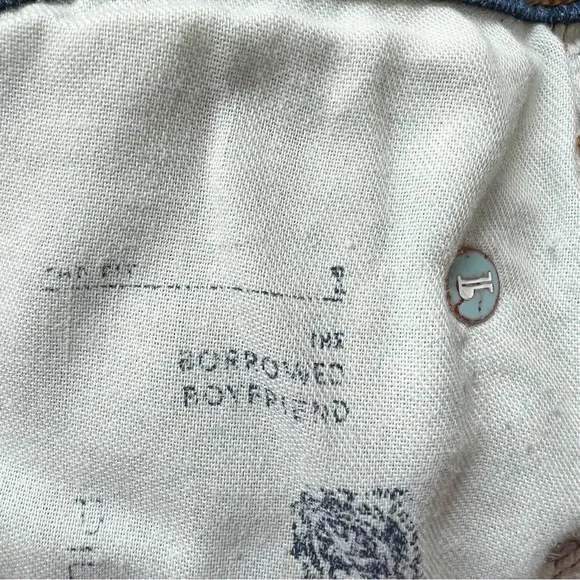 THE FIT
THE
BORROWED
BOYFRIEND